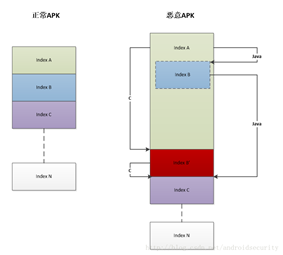 正常APK
恶意APK
Index A
Index B
Index C
Index N
Index A
Index B
Java
Java
C
C
Index C
Index N